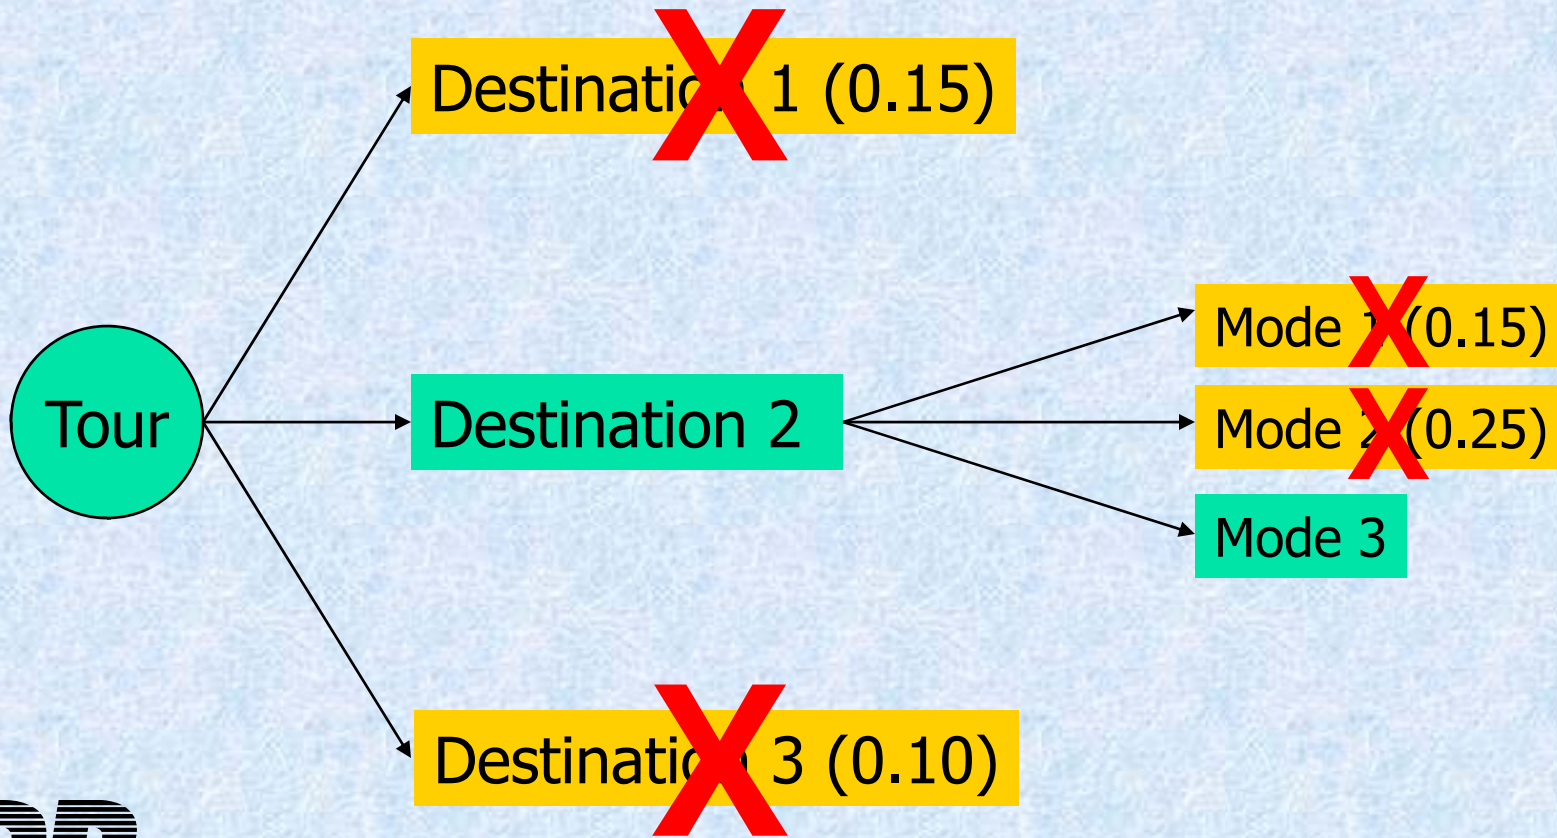 Destination 1 (0.15)
Mode 1 (0.15)
Tour
Destination 2
Mode 2 (0.25)
Mode 3
Destination 3 (0.10)